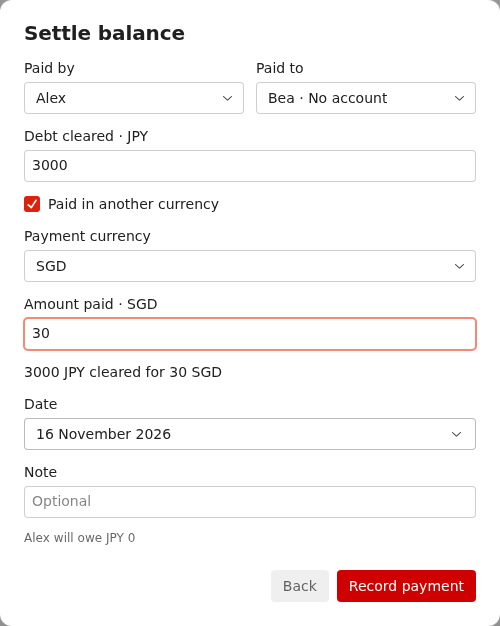 Settle balance
Paid by
Paid to
Alex
Bea · No account
Debt cleared · JPY
3000
Paid in another currency
Payment currency
SGD
Amount paid · SGD
30
3000 JPY cleared for 30 SGD
Date
16 November 2026
Note
Optional
Alex will owe JPY 0
Back
Record payment